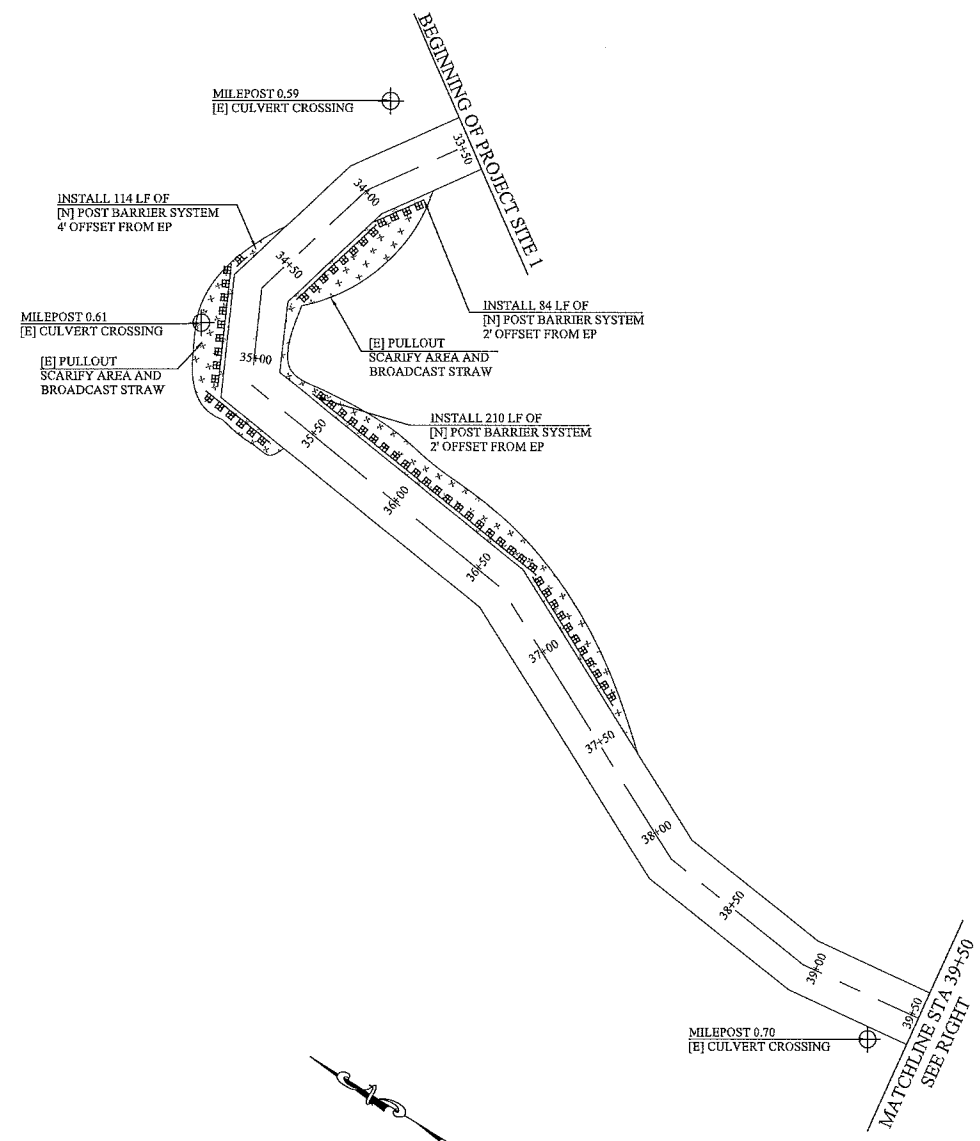 BEGINNING OF PROJECT SITE 1
MILEPOST 0.59
[E] CULVERT CROSSING
33+50
34+00
INSTALL 114 LF OF
[N] POST BARRIER SYSTEM
4' OFFSET FROM EP
34+50
INSTALL 84 LF OF
[N] POST BARRIER SYSTEM
2' OFFSET FROM EP
MILEPOST 0.61
[E] CULVERT CROSSING
[E] PULLOUT
SCARIFY AREA AND
BROADCAST STRAW
35+00
[E] PULLOUT
SCARIFY AREA AND
BROADCAST STRAW
INSTALL 210 LF OF
[N] POST BARRIER SYSTEM
2' OFFSET FROM EP
35+50
36+00
36+50
37+00
37+50
38+00
38+50
39+00
39+50
MATCHLINE STA 39+50
SEE RIGHT
MILEPOST 0.70
[E] CULVERT CROSSING